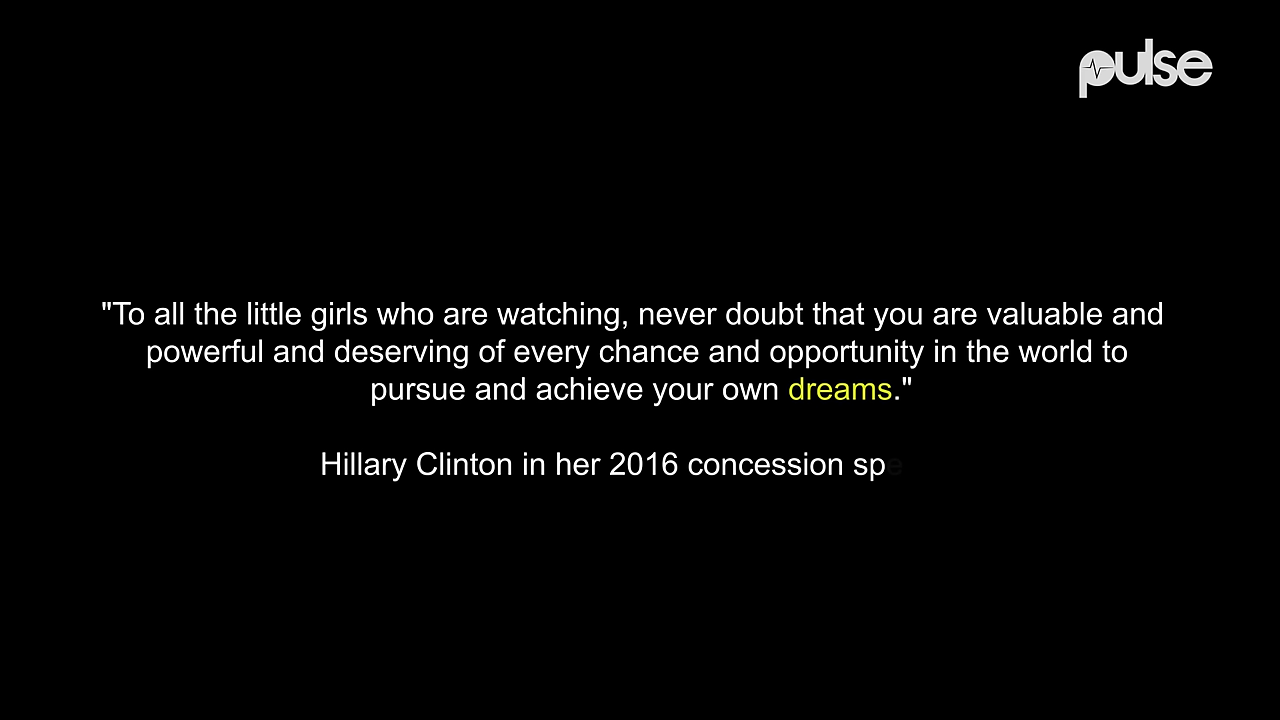 pulse
"To all the little girls who are watching, never doubt that you are valuable and
powerful and deserving of every chance and opportunity in the world to
pursue and achieve your own dreams."
Hillary Clinton in her 2016 concession spe